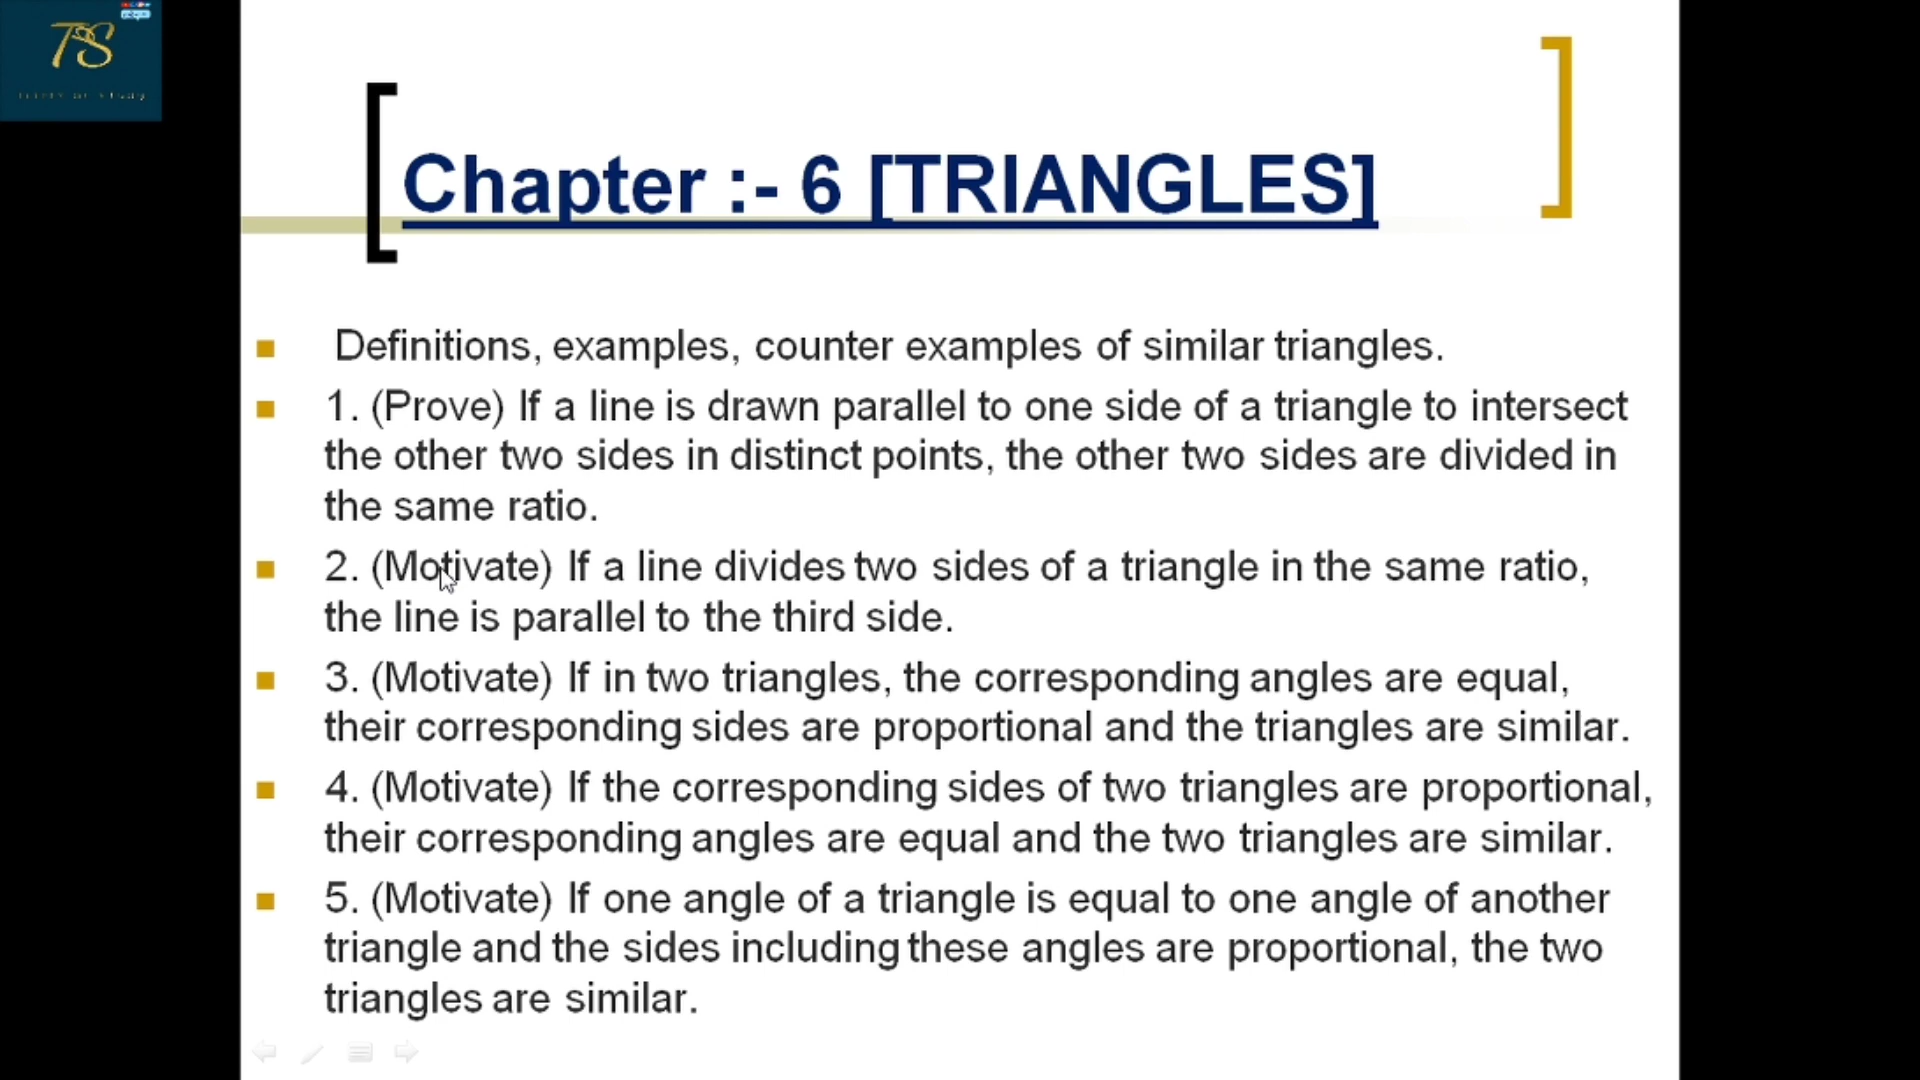 TS
Chapter :- 6 [TRIANGLES]
Definitions, examples, counter examples of similar triangles.
1. (Prove) If a line is drawn parallel to one side of a triangle to intersect
the other two sides in distinct points, the other two sides are divided in
the same ratio.
2. (Motivate) If a line divides two sides of a triangle in the same ratio,
the line is parallel to the third side.
3. (Motivate) If in two triangles, the corresponding angles are equal,
their corresponding sides are proportional and the triangles are similar.
4. (Motivate) If the corresponding sides of two triangles are proportional,
their corresponding angles are equal and the two triangles are similar.
5. (Motivate) If one angle of a triangle is equal to one angle of another
triangle and the sides including these angles are proportional, the two
triangles are similar.